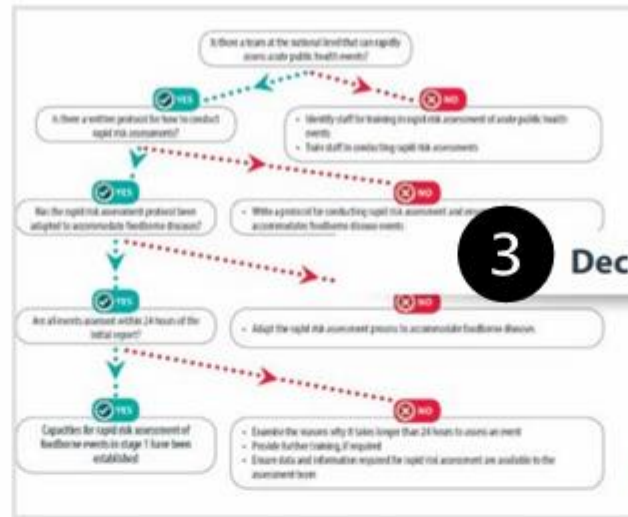 Is there a team at the national level that can rapidly
assess acute public health events?
YES
NO
Is there a written protocol for how to conduct
rapid risk assessments?
• Identify staff for training in rapid risk assessment of acute public health
events
• Train staff in conducting rapid risk assessments
YES
NO
Has the rapid risk assessment protocol been
adapted to accommodate foodborne diseases?
• Write a protocol for conducting rapid risk assessment and
accommodates foodborne disease events
3 Dec
YES
NO
Are all events assessed within 24 hours of the
initial report?
• Adapt the rapid risk assessment process to accommodate foodborne diseases
YES
NO
Capacities for rapid risk assessment of
foodborne events in stage 1 have been
established
• Examine the reasons why it takes longer than 24 hours to assess an event
• Provide further training, if required
• Ensure data and information required for rapid risk assessment are available to the
assessment team